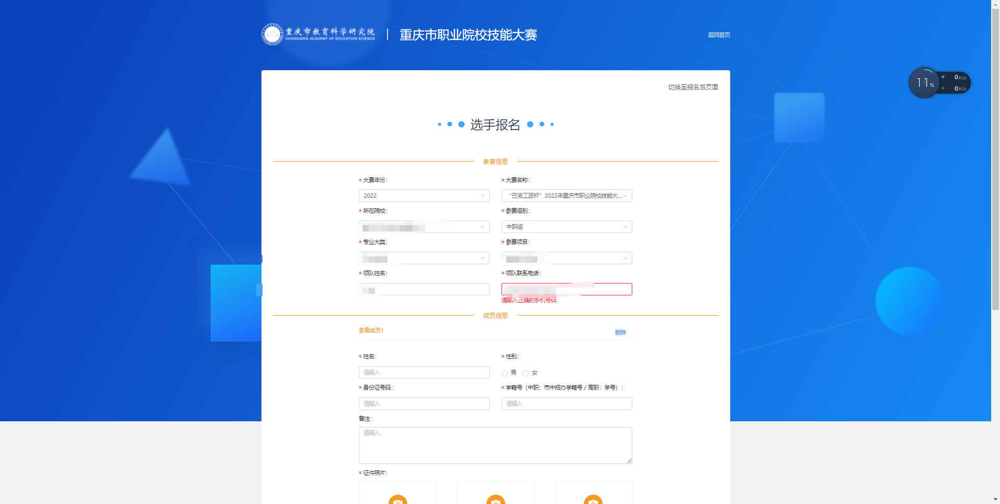 重庆市教育科学研究院
CHONGQING ACADEMY OF EDUCATION SCIENCE
重庆市职业院校技能大赛
返回首页
切换至报名后页面
11%
0K/s
0K/s
选手报名
参赛信息
* 大赛年份:
* 大赛名称:
2022
“巴渝工匠杯”2022年重庆市职业院校技能大...
* 所在院校:
* 参赛组别:
中职组
* 专业大类:
* 参赛项目:
* 领队姓名:
* 领队联系电话:
请输入正确的手机号码
成员信息
参赛成员1
删除
* 姓名:
* 性别:
请输入
男
女
* 身份证号码:
* 学籍号（中职：市中招办学籍号 / 高职：学号）:
请输入
请输入
备注:
请输入
* 证件照片: